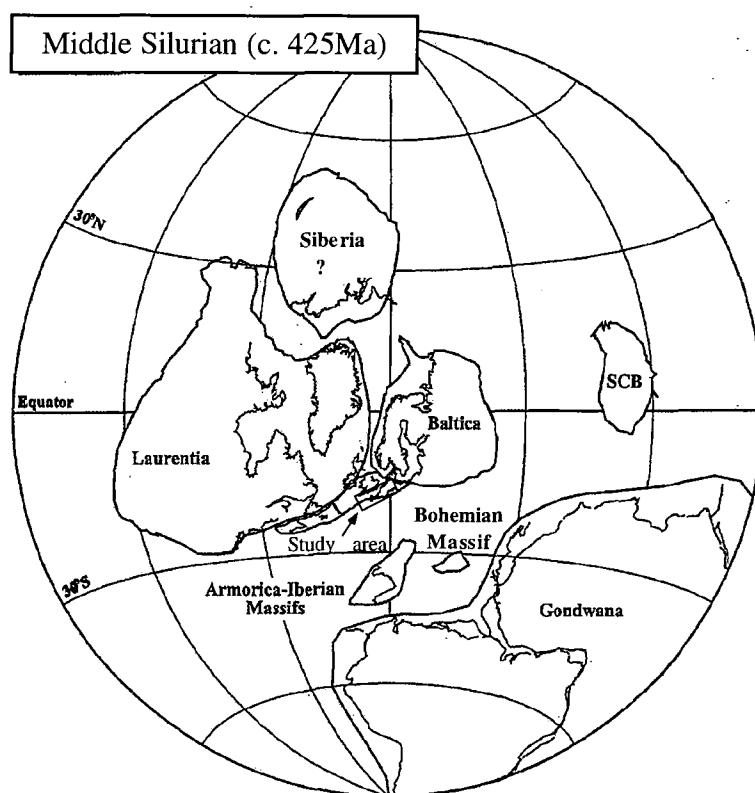 Middle Silurian (c. 425Ma)
30°N
Siberia
?
SCB
Equator
Baltica
Laurentia
Bohemian
Massif
Study area
30°S
Armorica-Iberian
Massifs
Gondwana